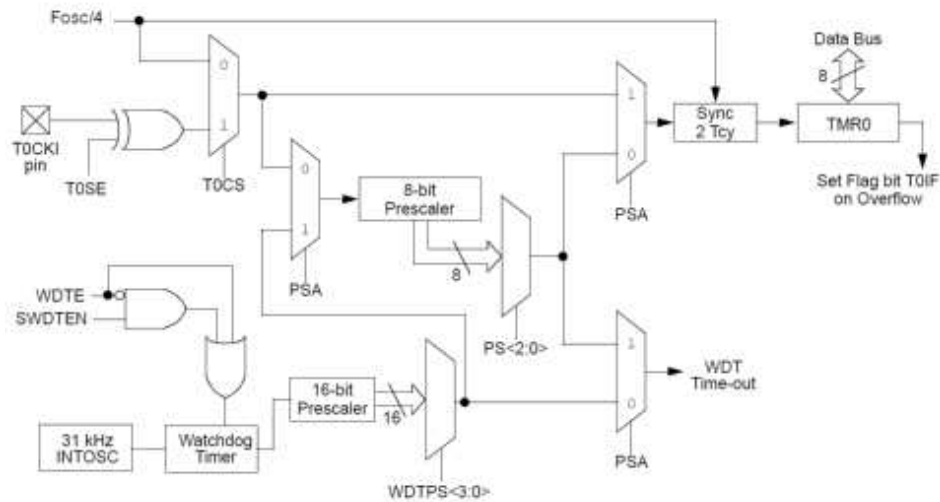 Fosc/4
Data Bus
8
0
1
1
0
T0CKI
pin
T0SE
T0CS
Sync
2 Tcy
TMR0
Set Flag bit T0IF
on Overflow
0
1
8-bit
Prescaler
8
PSA
PSA
PS<2:0>
WDTE
SWDTEN
1
0
WDT
Time-out
16-bit
Prescaler
16
31 kHz
INTOSC
Watchdog
Timer
PSA
WDTPS<3:0>